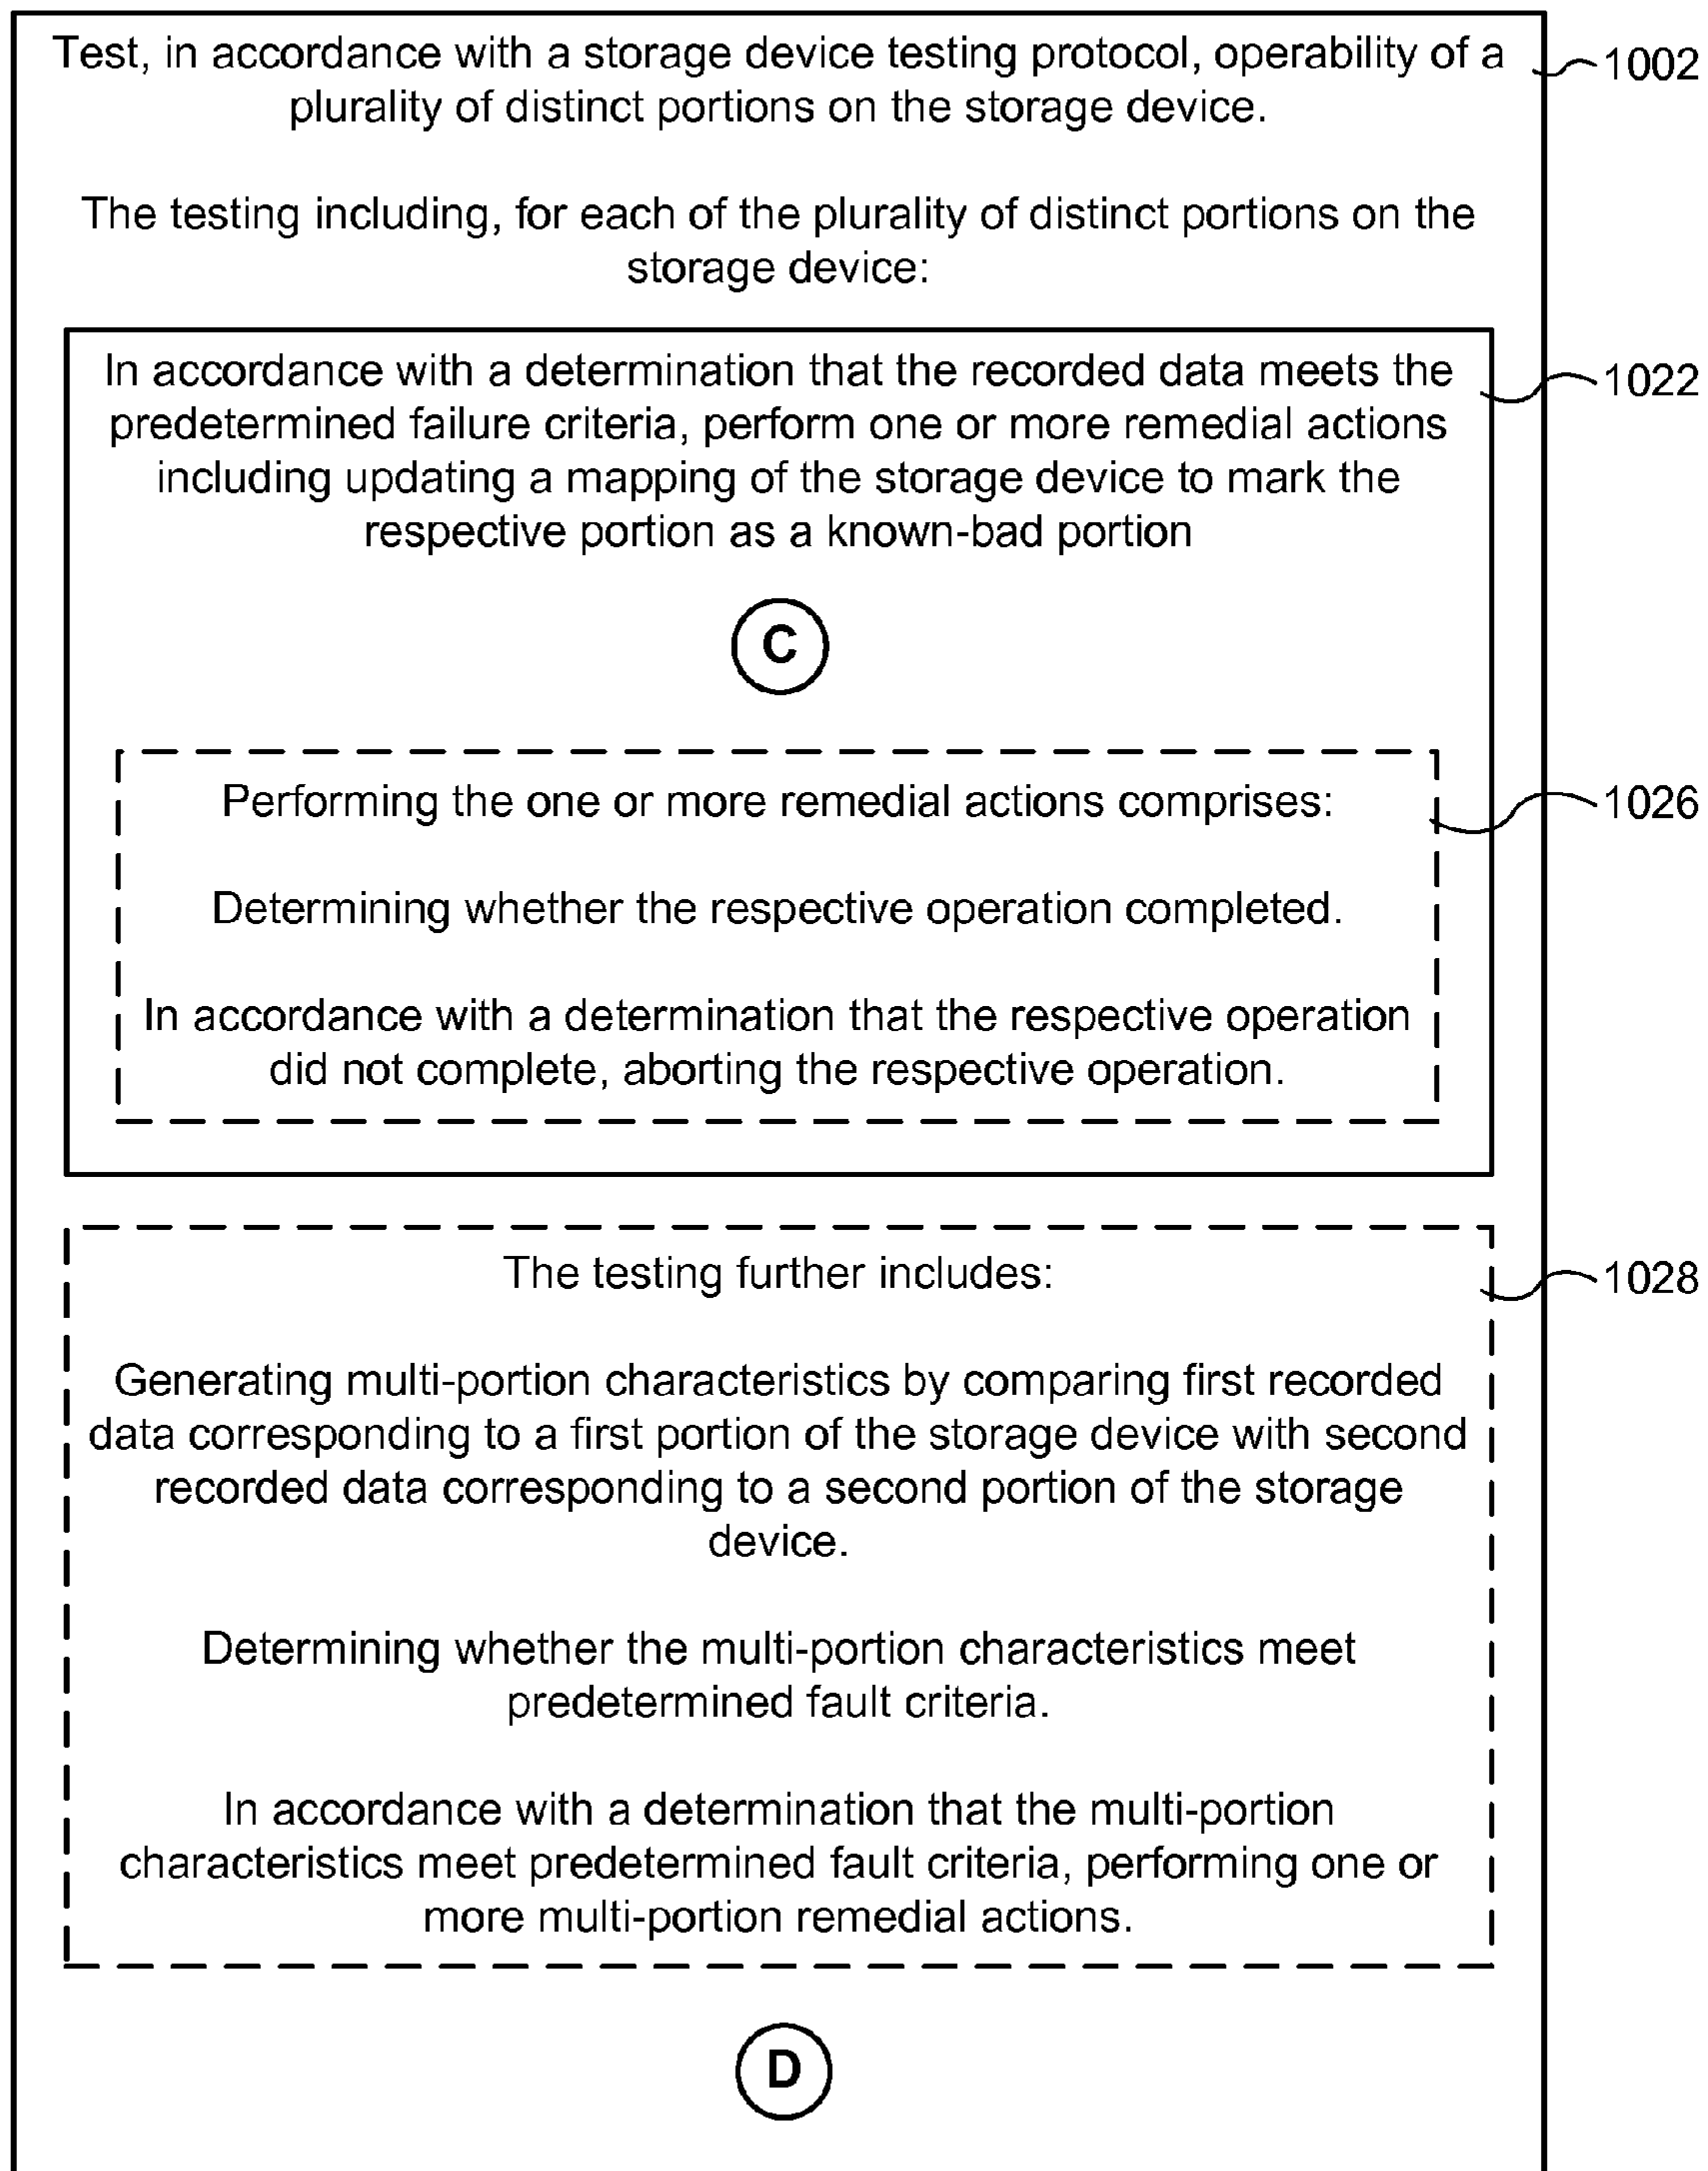 Test, in accordance with a storage device testing protocol, operability of a
plurality of distinct portions on the storage device.
1002
The testing including, for each of the plurality of distinct portions on the
storage device:
In accordance with a determination that the recorded data meets the
predetermined failure criteria, perform one or more remedial actions
including updating a mapping of the storage device to mark the
respective portion as a known-bad portion
1022
C
Performing the one or more remedial actions comprises:
1026
Determining whether the respective operation completed.
In accordance with a determination that the respective operation
did not complete, aborting the respective operation.
The testing further includes:
1028
Generating multi-portion characteristics by comparing first recorded
data corresponding to a first portion of the storage device with second
recorded data corresponding to a second portion of the storage
device.
Determining whether the multi-portion characteristics meet
predetermined fault criteria.
In accordance with a determination that the multi-portion
characteristics meet predetermined fault criteria, performing one or
more multi-portion remedial actions.
D